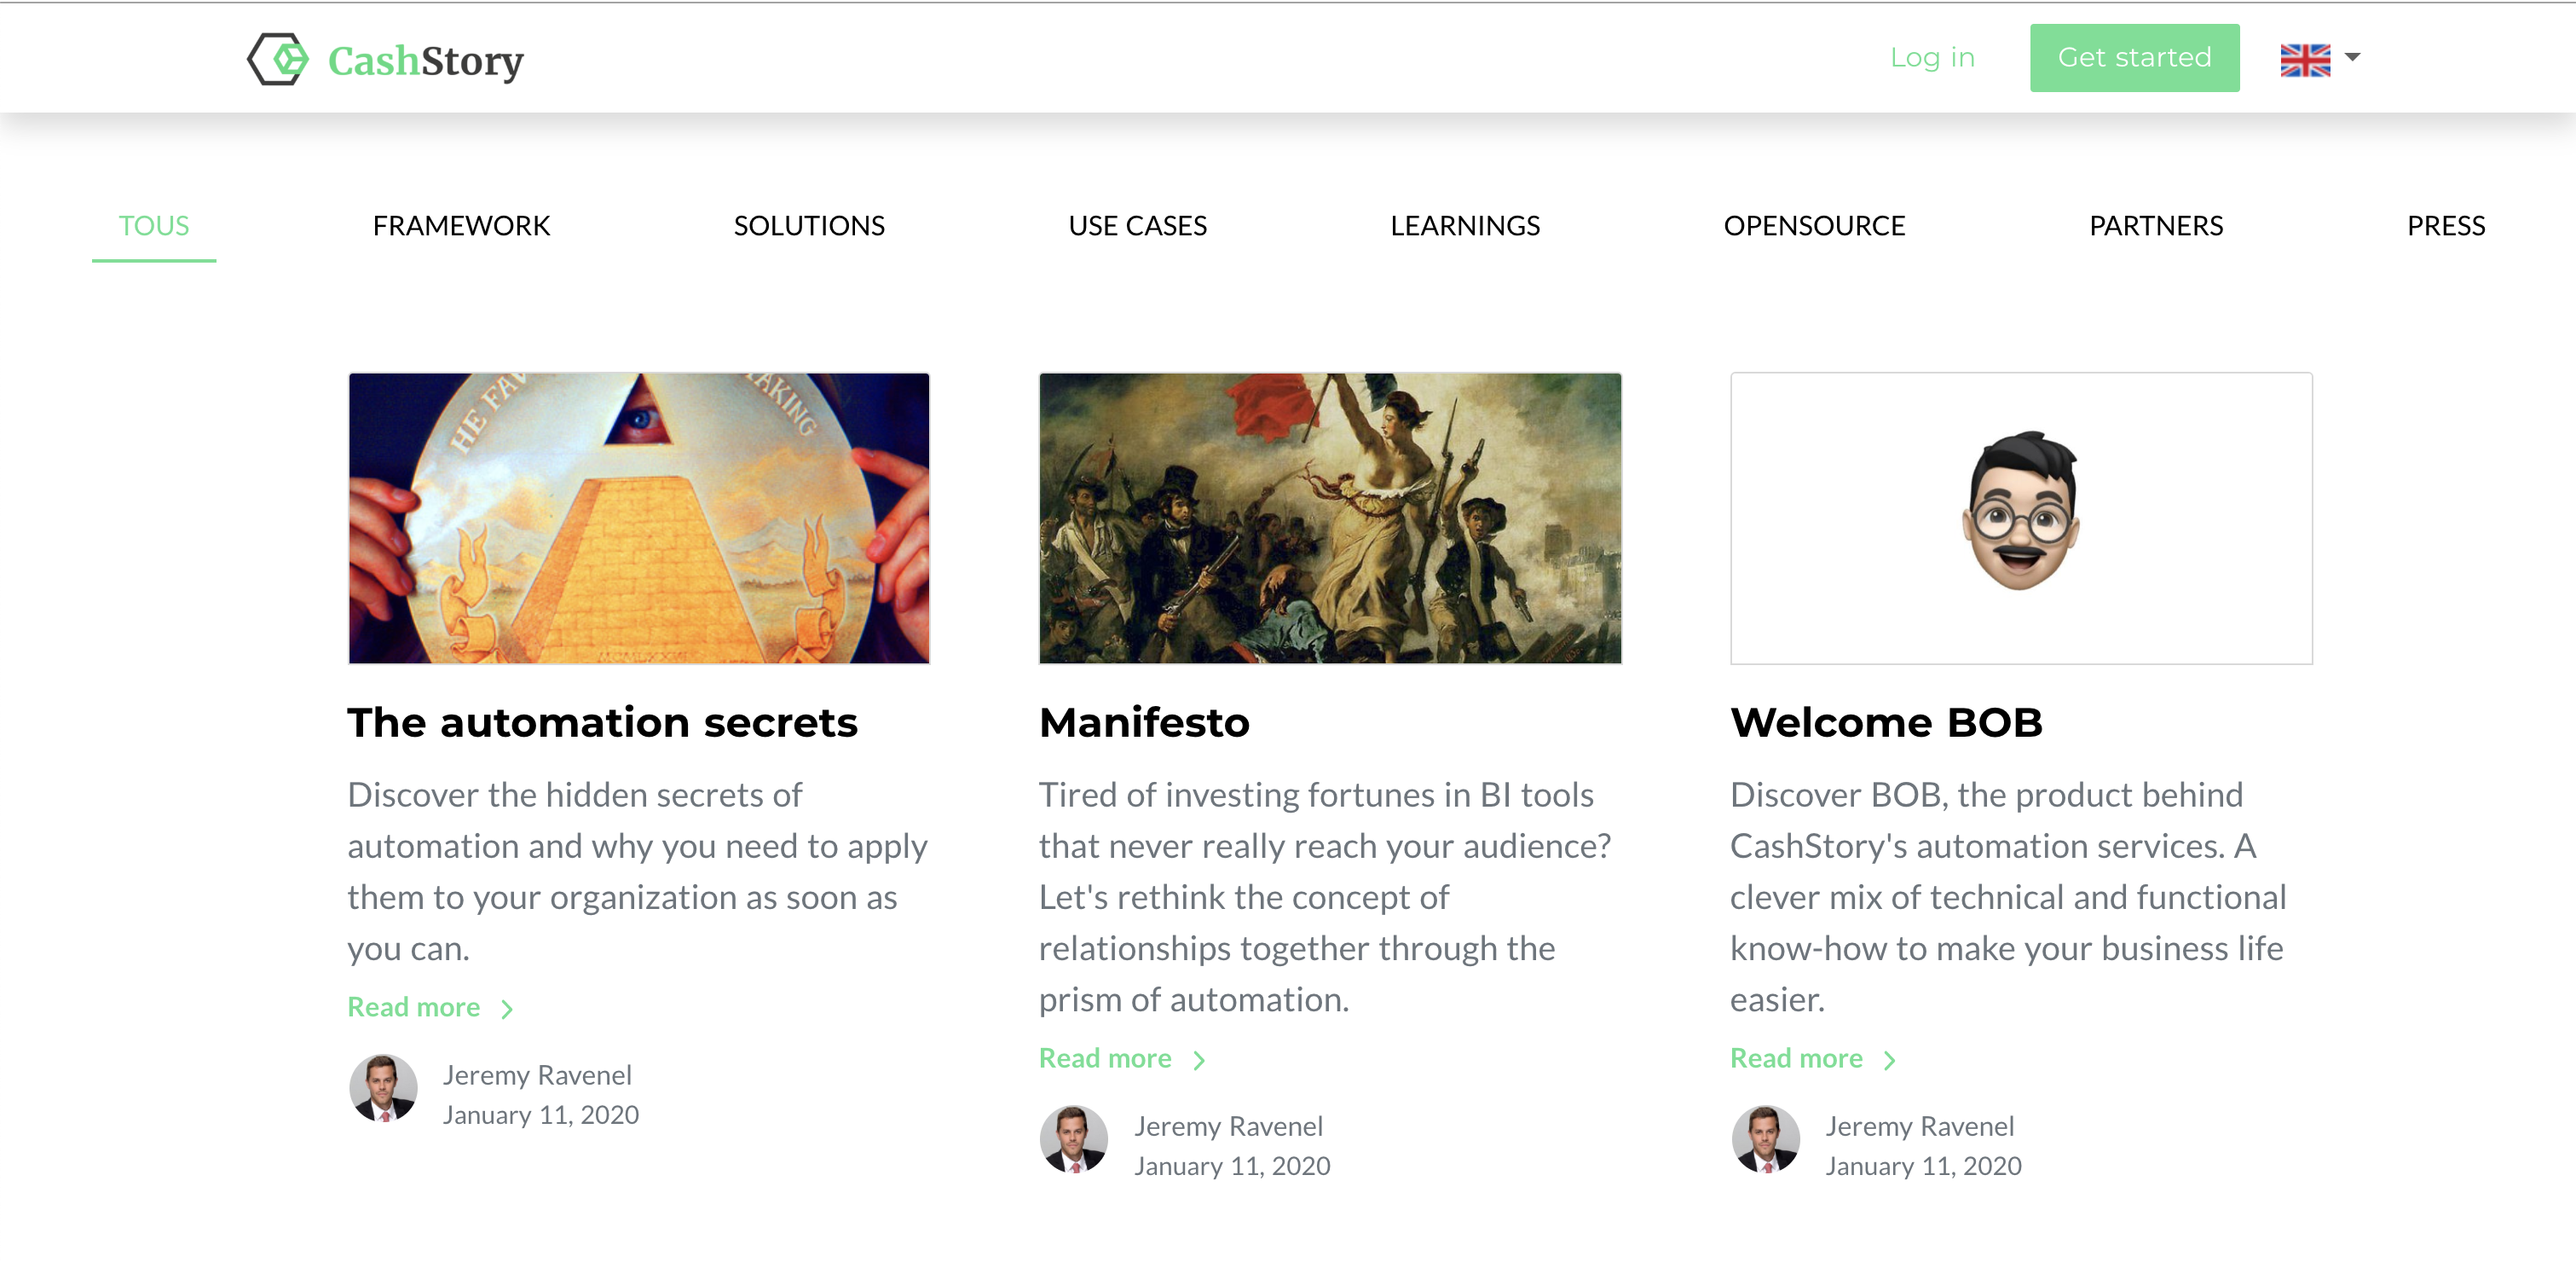 CashStory
Log in
Get started
TOUS
FRAMEWORK
SOLUTIONS
USE CASES
LEARNINGS
OPENSOURCE
PARTNERS
PRESS
HE FAV
TAKING
The automation secrets
Discover the hidden secrets of
automation and why you need to apply
them to your organization as soon as
you can.
Read more
Jeremy Ravenel
January 11, 2020
Manifesto
Tired of investing fortunes in BI tools
that never really reach your audience?
Let's rethink the concept of
relationships together through the
prism of automation.
Read more
Jeremy Ravenel
January 11, 2020
Welcome BOB
Discover BOB, the product behind
CashStory's automation services. A
clever mix of technical and functional
know-how to make your business life
easier.
Read more
Jeremy Ravenel
January 11, 2020